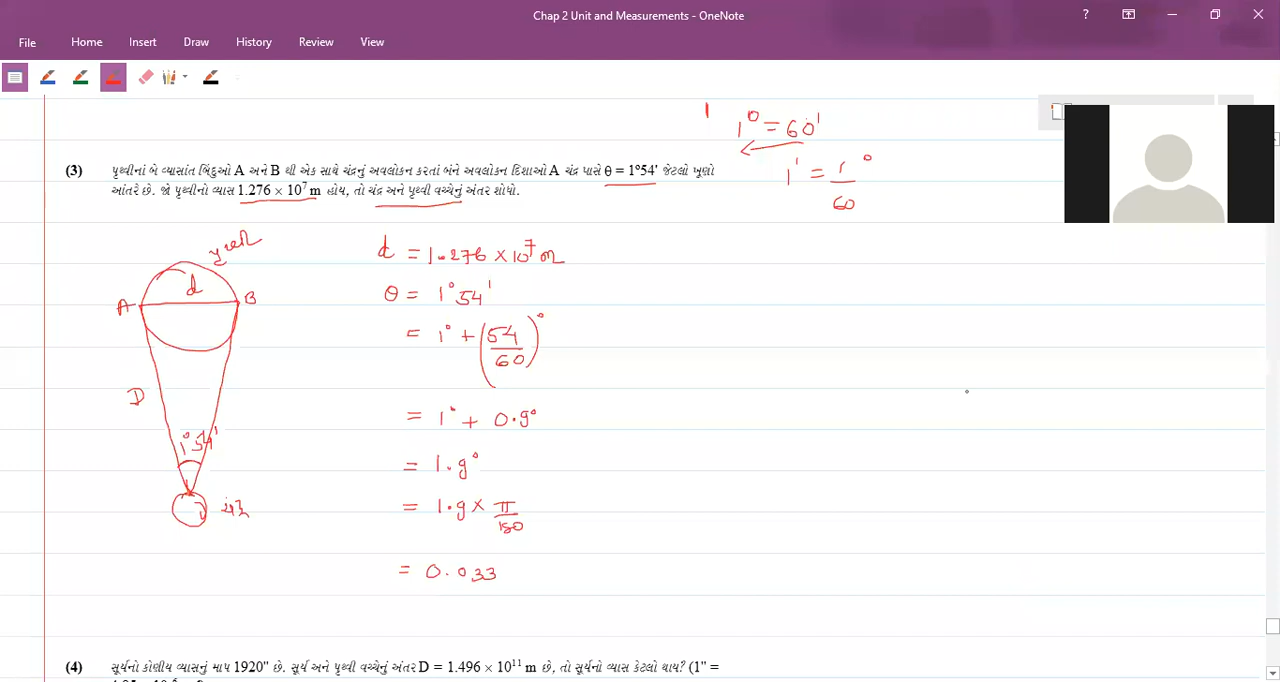 Chap 2 Unit and Measurements - OneNote
File Home Insert Draw History Review View
1° = 60'
1' = 1/60°
(3) પૃથ્વીનાં બે વ્યાસાંત બિંદુઓ A અને B થી એક સાથે ચંદ્રનું અવલોકન કરતાં બંને અવલોકન દિશાઓ A ચંદ્ર પાસે θ = 1°54' જેટલો ખૂણો
આંતરે છે. જો પૃથ્વીનો વ્યાસ 1.276 × 10⁷ m હોય, તો ચંદ્ર અને પૃથ્વી વચ્ચેનું અંતર શોધો.
પૃથ્વી
d
A B
D
1°54'
ચંદ્ર
d = 1.276 × 10⁷ m
θ = 1°54'
= 1° + (54/60)°
= 1° + 0.9°
= 1.9°
= 1.9 × π/180
= 0.033
(4) સૂર્યનો કોણીય વ્યાસનું માપ 1920" છે. સૂર્ય અને પૃથ્વી વચ્ચેનું અંતર D = 1.496 × 10¹¹ m છે, તો સૂર્યનો વ્યાસ કેટલો થાય? (1" =